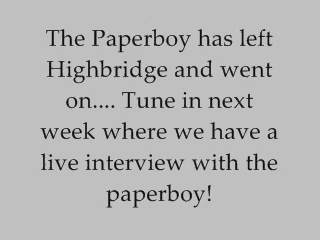 The Paperboy has left
Highbridge and went
on.... Tune in next
week where we have a
live interview with the
paperboy!